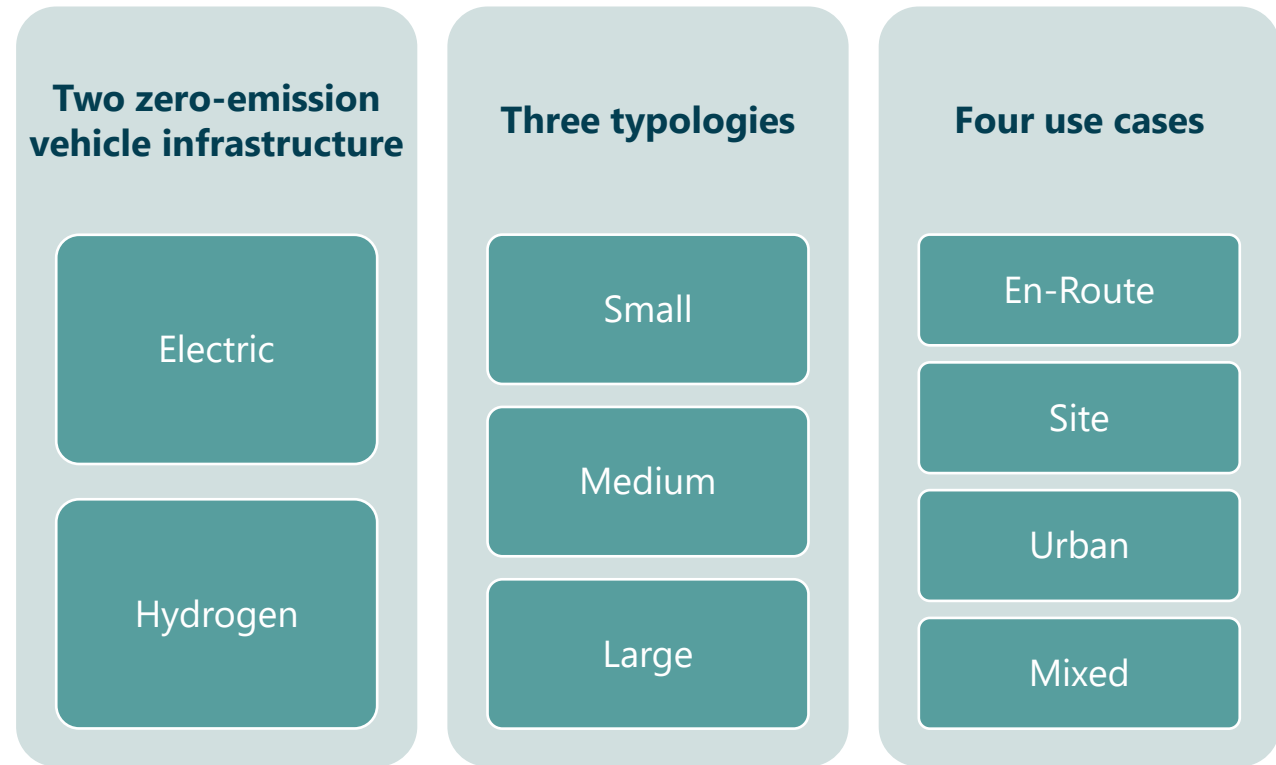 Two zero-emission
vehicle infrastructure
Electric
Hydrogen
Three typologies
Small
Medium
Large
Four use cases
En-Route
Site
Urban
Mixed